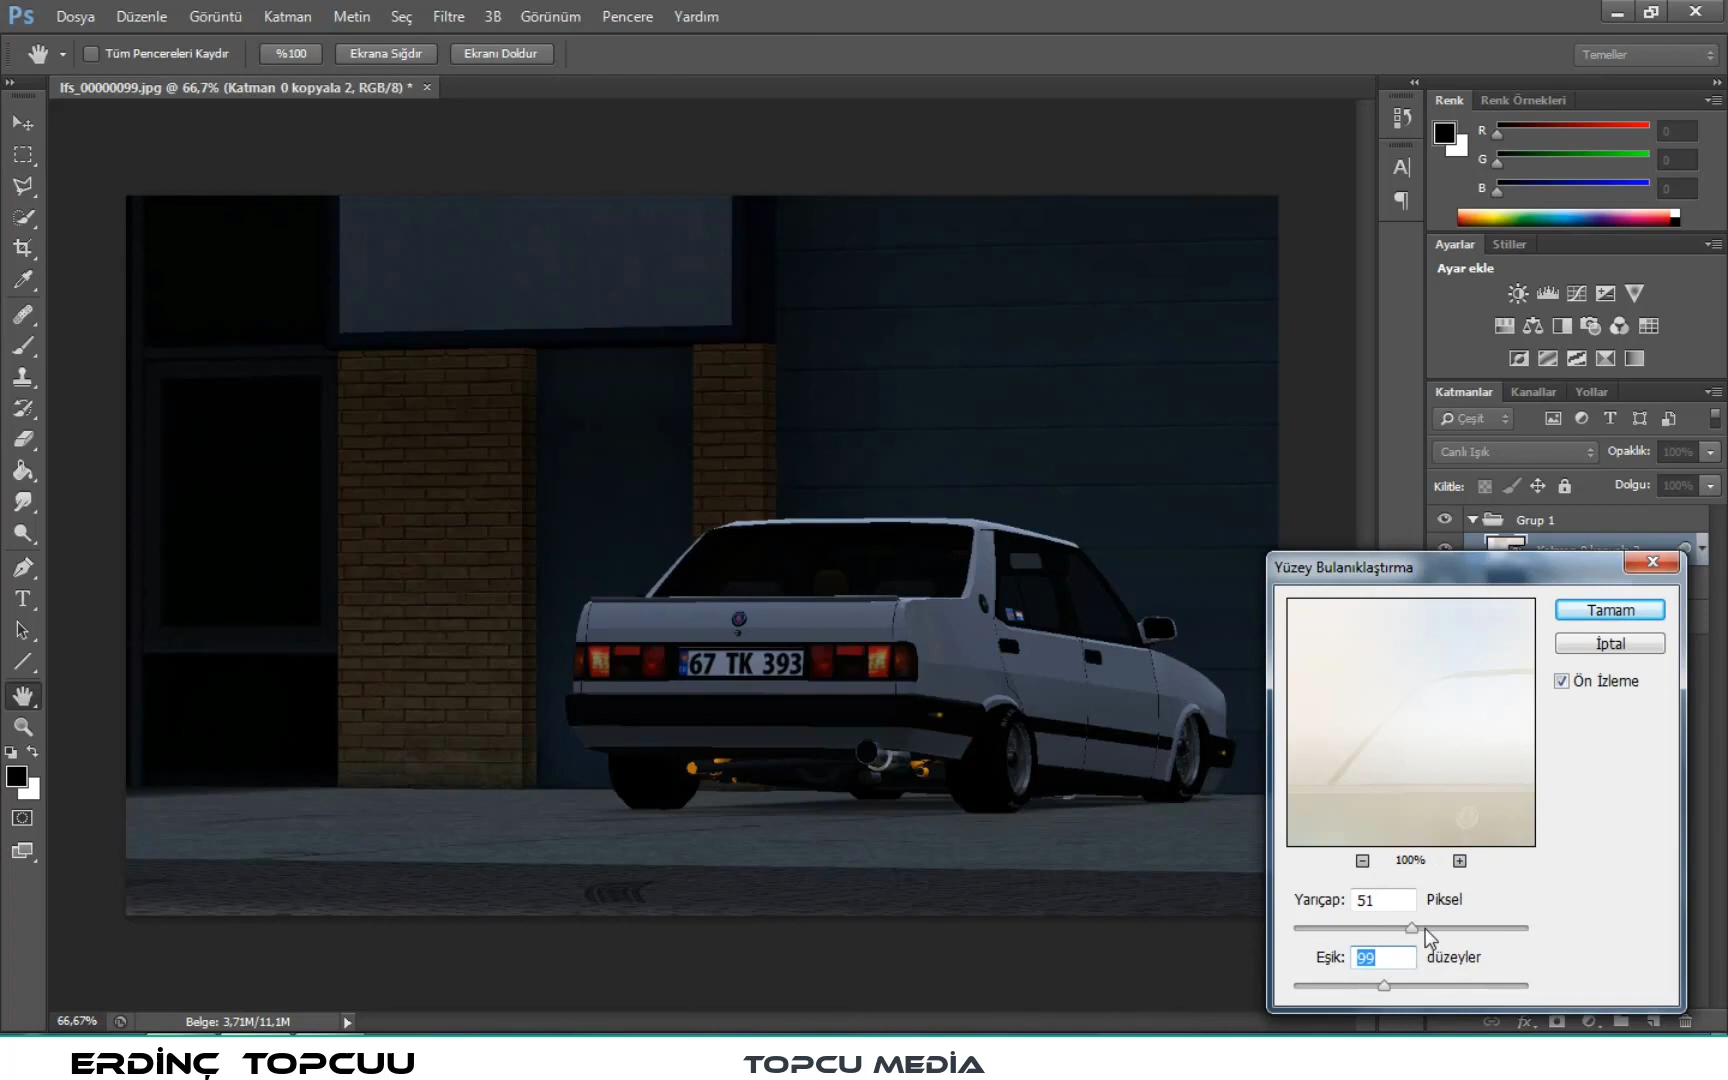 Ps Dosya Düzenle Görüntü Katman Metin Seç Filtre 3B Görünüm Pencere Yardım
Tüm Pencereleri Kaydır %100 Ekrana Sığdır Ekranı Doldur Temeller
lfs_00000099.jpg @ 66,7% (Katman 0 kopyala 2, RGB/8) *
Renk Renk Örnekleri
R 0
G 0
B 0
Ayarlar Stiller
Ayar ekle
Katmanlar Kanallar Yollar
Çeşit
Canlı Işık Opaklık: 100%
Kilitle: Dolgu: 100%
Grup 1
Yüzey Bulanıklaştırma
Tamam
İptal
Ön İzleme
100%
Yarıçap: 51 Piksel
Eşik: 99 düzeyler
67 TK 393
66,67% Belge: 3,71M/11,1M
ERDİNÇ TOPCUU
TOPCU MEDİA